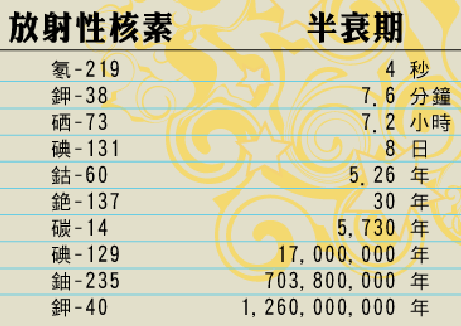 放射性核素 半衰期
氡-219 4 秒
鉀-38 7.6 分鐘
硒-73 7.2 小時
碘-131 8 日
鈷-60 5.26 年
銫-137 30 年
碳-14 5,730 年
碘-129 17,000,000 年
鈾-235 703,800,000 年
鉀-40 1,260,000,000 年